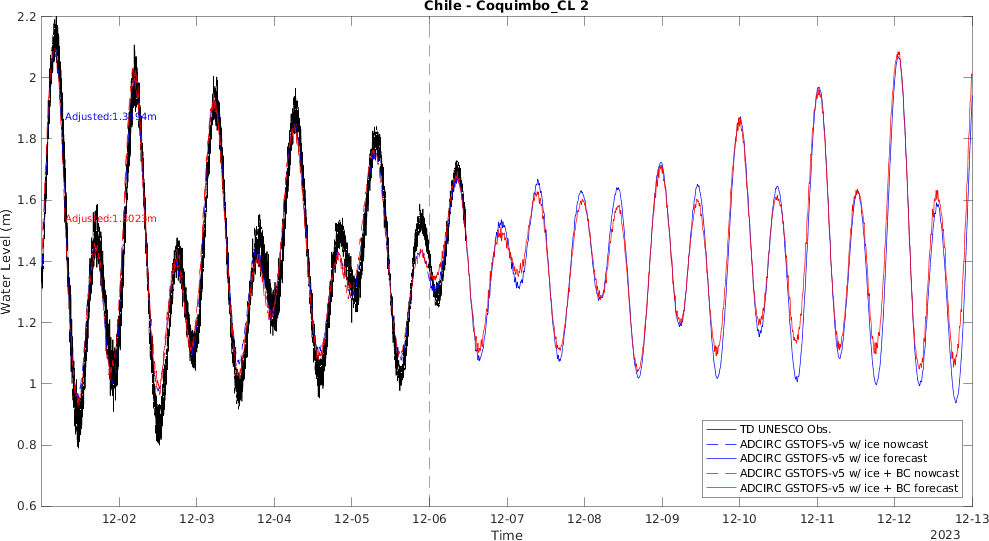 Chile - Coquimbo_CL 2
2.2
2
1.8
1.6
1.4
1.2
1
0.8
0.6
Water Level (m)
Adjusted:1.3194m
Adjusted:1.3023m
TD UNESCO Obs.
ADCIRC GSTOFS-v5 w/ ice nowcast
ADCIRC GSTOFS-v5 w/ ice forecast
ADCIRC GSTOFS-v5 w/ ice + BC nowcast
ADCIRC GSTOFS-v5 w/ ice + BC forecast
12-02 12-03 12-04 12-05 12-06 12-07 12-08 12-09 12-10 12-11 12-12 12-13
Time
2023